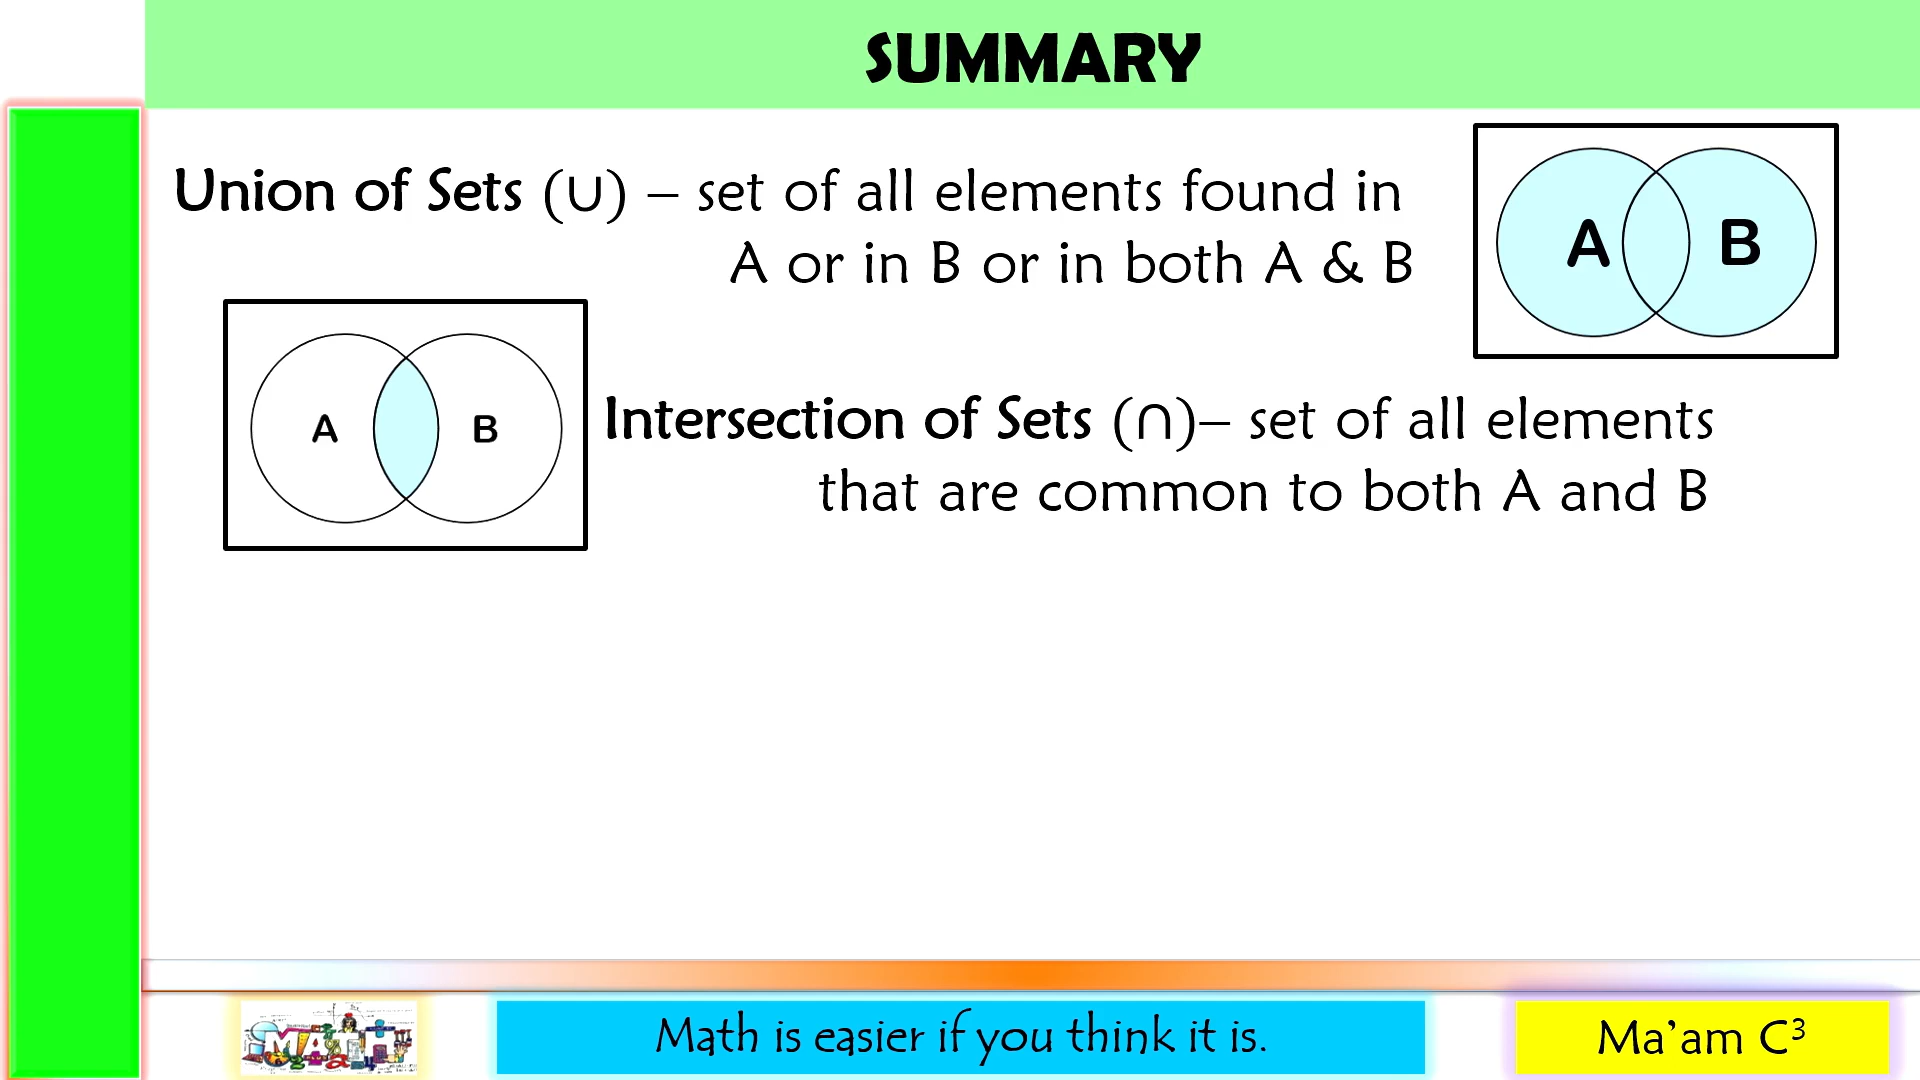 SUMMARY
Union of Sets (∪) – set of all elements found in
A or in B or in both A & B
A B
A B
Intersection of Sets (∩)– set of all elements
that are common to both A and B
MATH
Math is easier if you think it is.
Ma’am C³